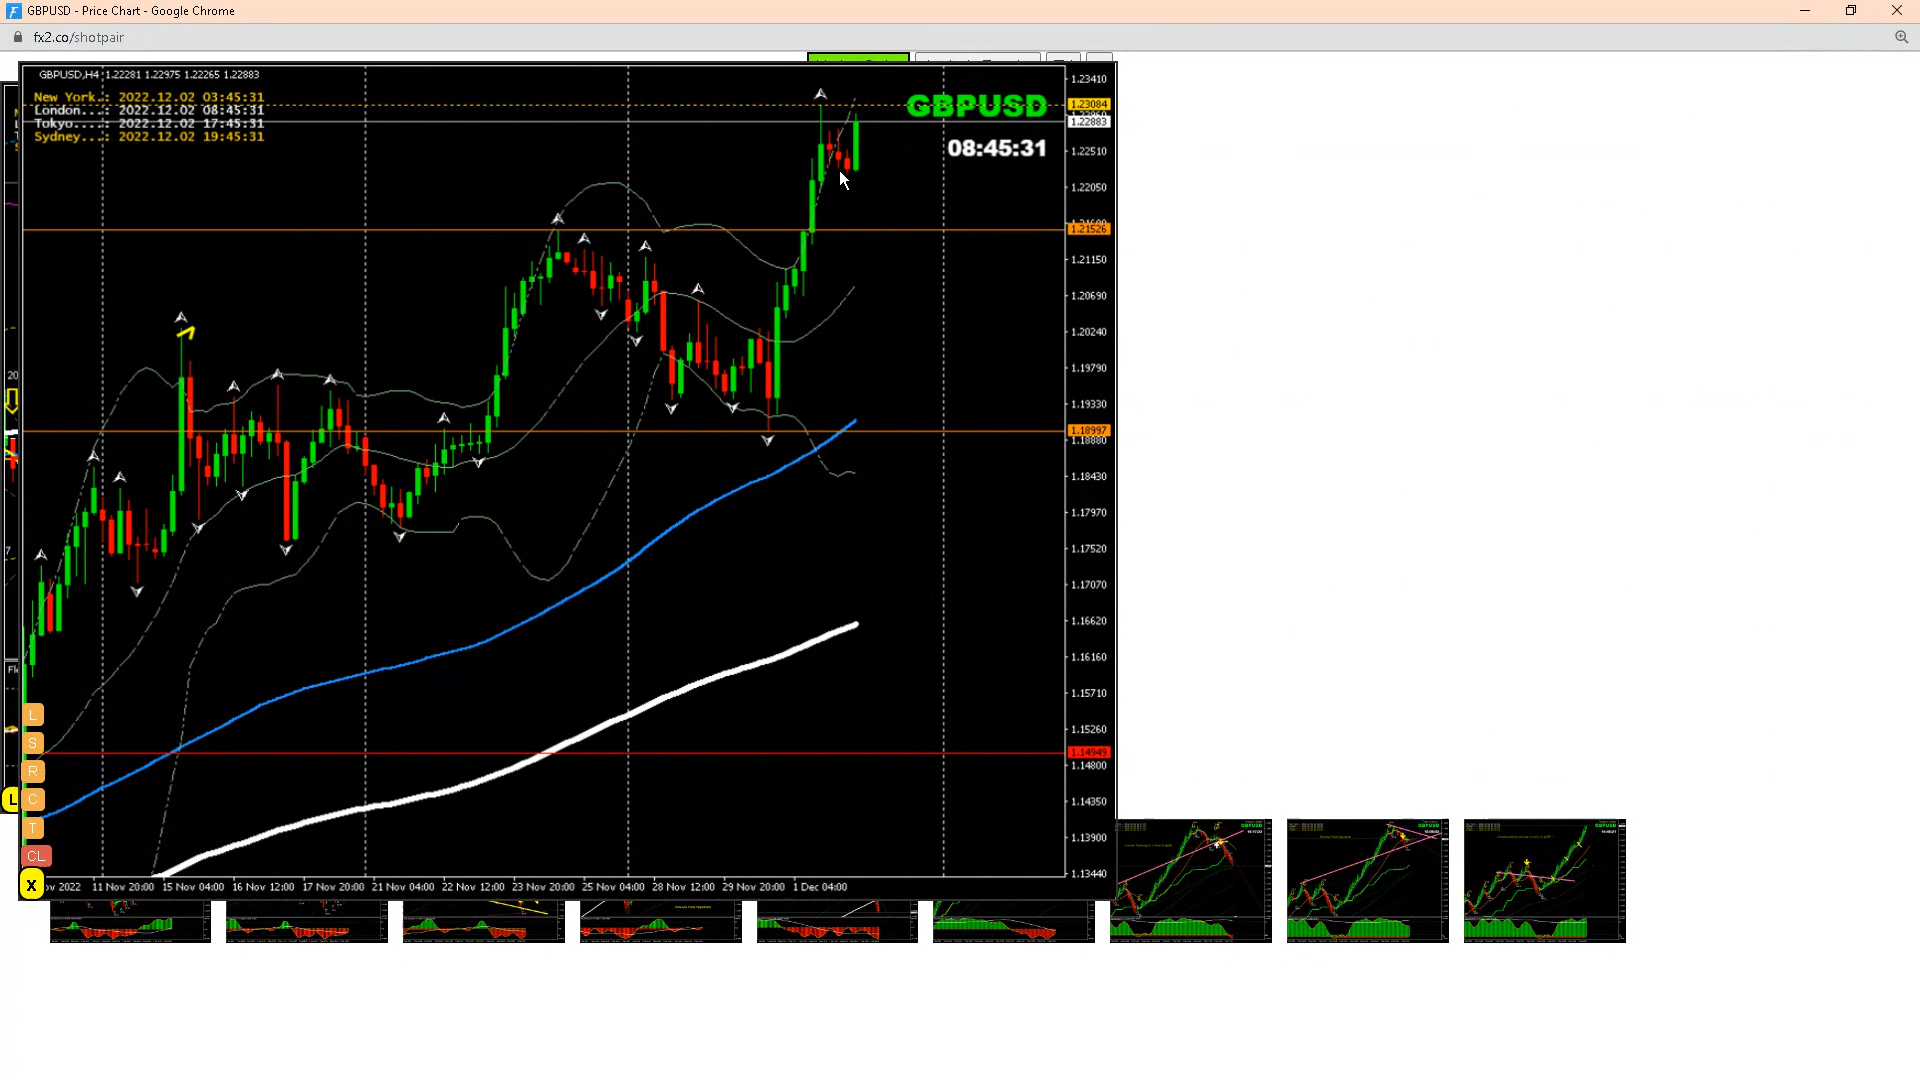 GBPUSD - Price Chart - Google Chrome
fx2.co/shotpair
GBPUSD,H4 1.22281 1.22975 1.22265 1.22883
New York.: 2022.12.02 03:45:31
London...: 2022.12.02 08:45:31
Tokyo....: 2022.12.02 17:45:31
Sydney...: 2022.12.02 19:45:31
GBPUSD
08:45:31
1.23410
1.23084
1.22883
1.22510
1.22050
1.21526
1.21150
1.20690
1.20240
1.19790
1.19330
1.18997
1.18880
1.18430
1.17970
1.17520
1.17070
1.16620
1.16160
1.15710
1.15260
1.14949
1.14800
1.14350
1.13900
1.13440
20
7
L
L
S
R
C
T
CL
X
ov 2022 11 Nov 20:00 15 Nov 04:00 16 Nov 12:00 17 Nov 20:00 21 Nov 04:00 22 Nov 12:00 23 Nov 20:00 25 Nov 04:00 28 Nov 12:00 29 Nov 20:00 1 Dec 04:00
GBPUSD
GBPUSD
GBPUSD